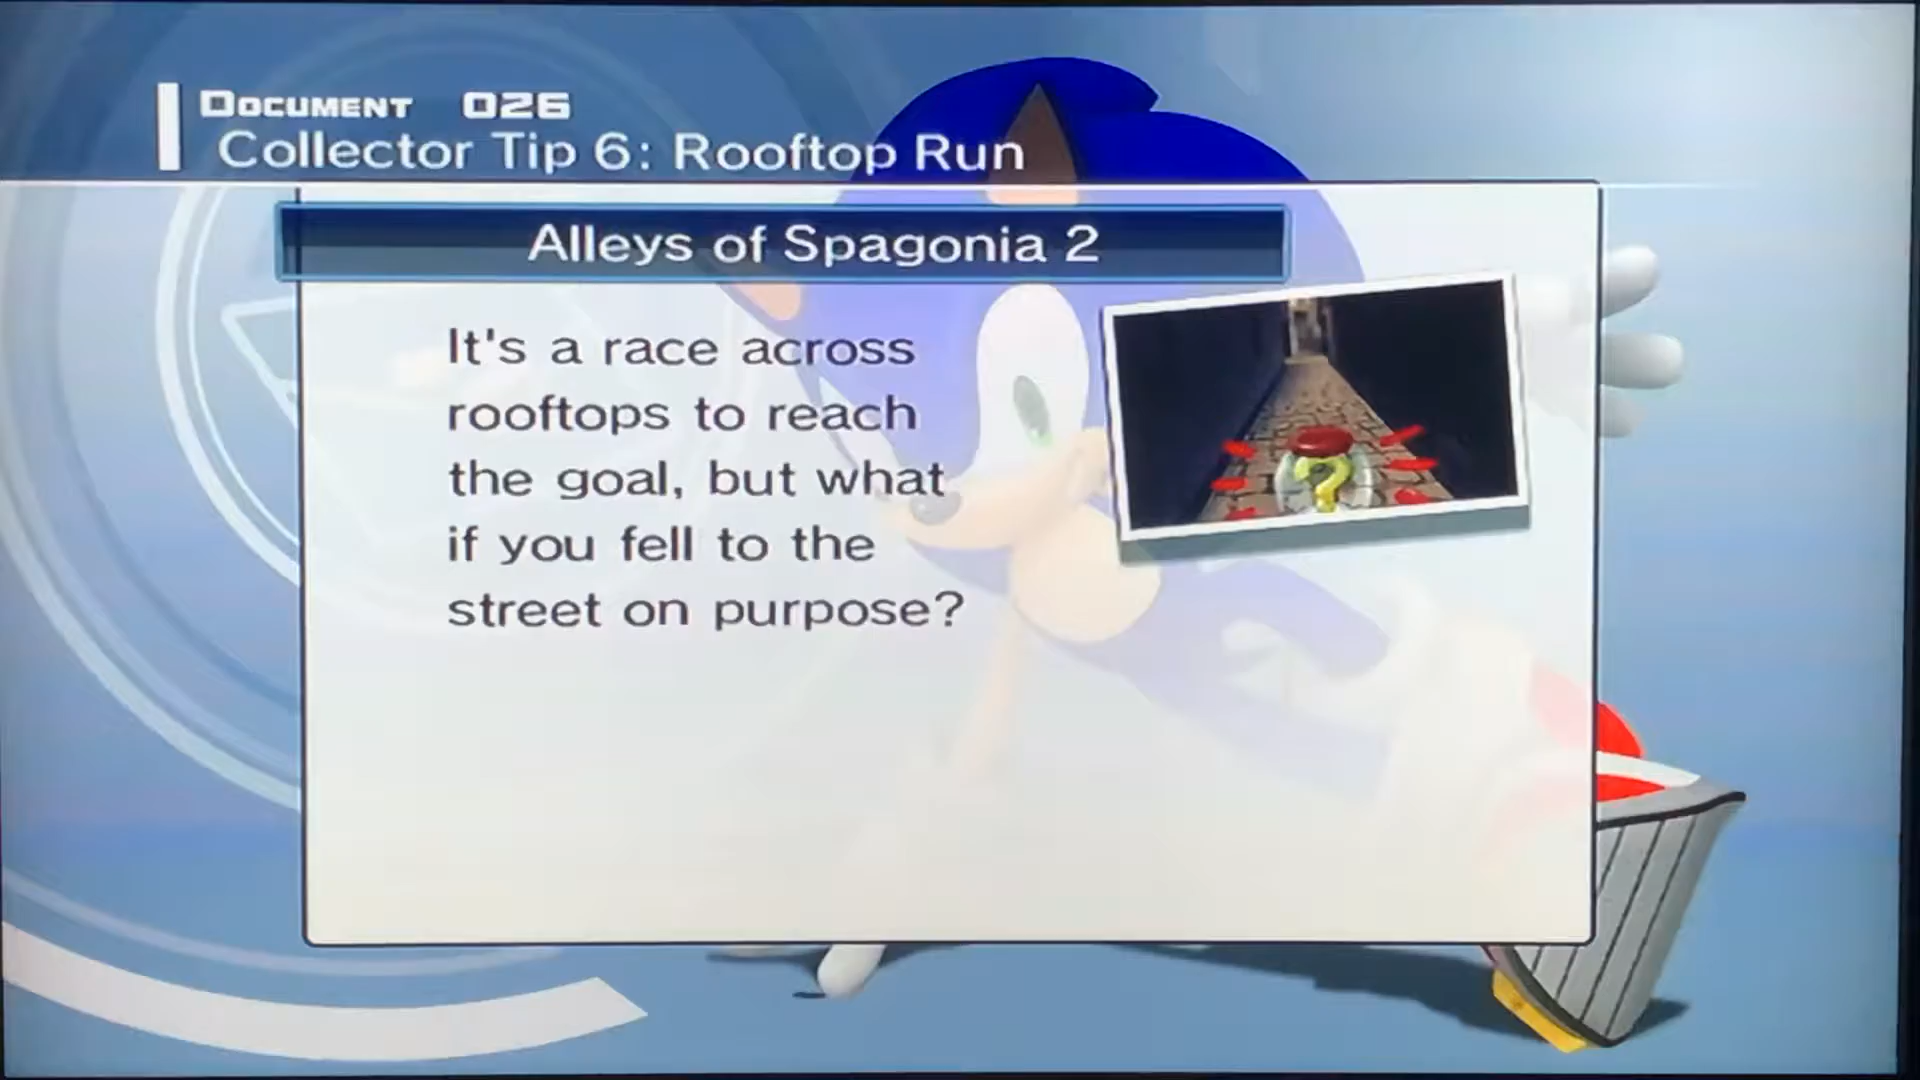 DOCUMENT 026
Collector Tip 6: Rooftop Run
Alleys of Spagonia 2
It's a race across
rooftops to reach
the goal, but what
if you fell to the
street on purpose?
?